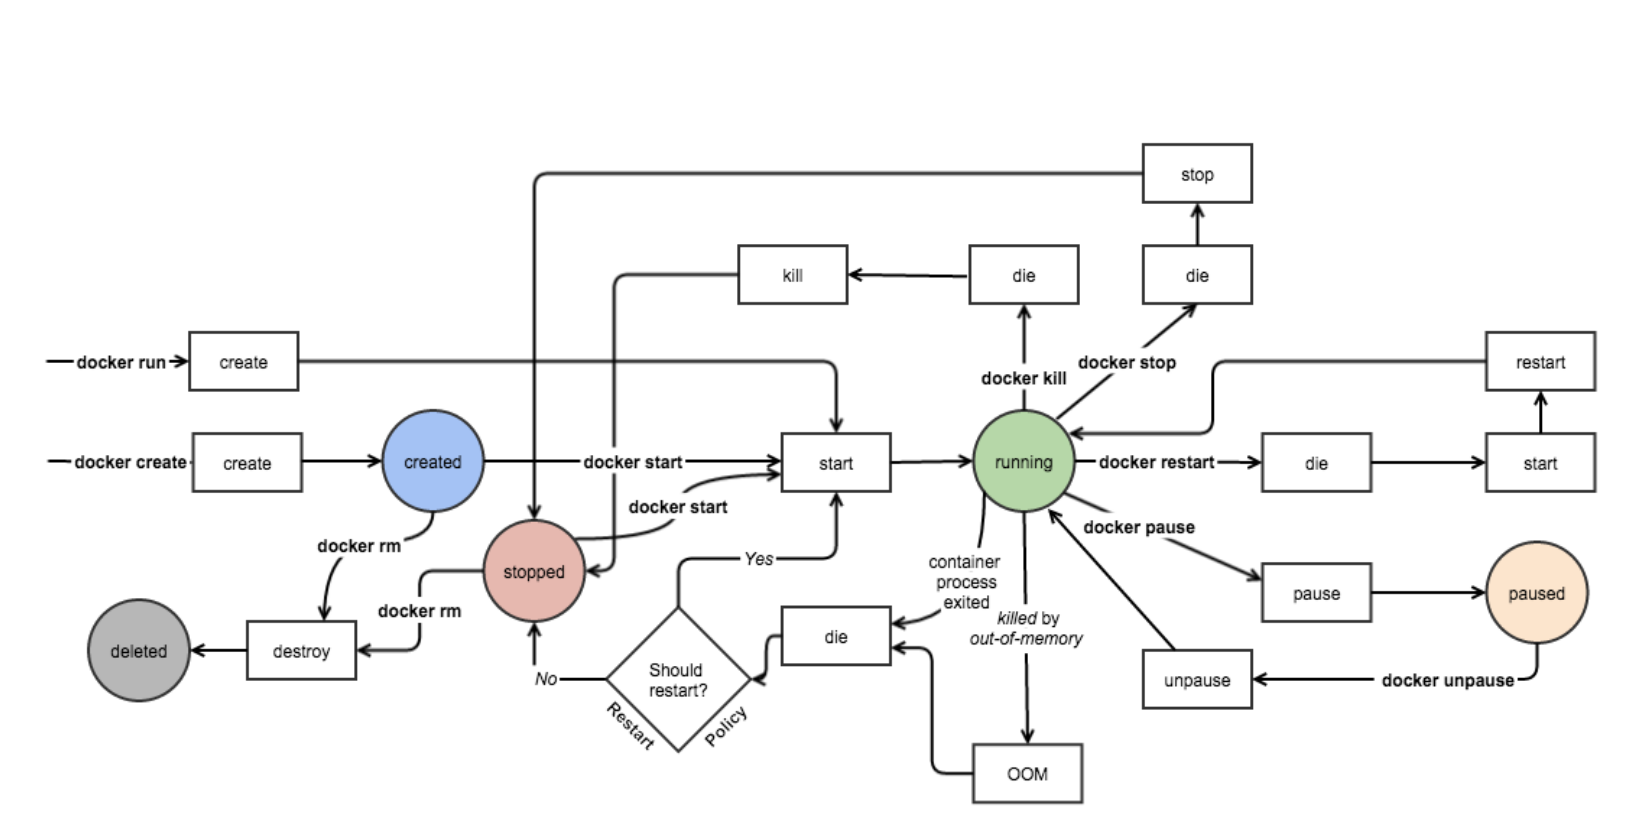 stop
kill
die
die
docker run
create
docker kill
docker stop
restart
docker create
create
created
docker start
start
running
docker restart
die
start
docker start
docker pause
docker rm
stopped
Yes
container
process
exited
pause
paused
docker rm
killed by
out-of-memory
deleted
destroy
die
Should
restart?
No
Restart
Policy
unpause
docker unpause
OOM